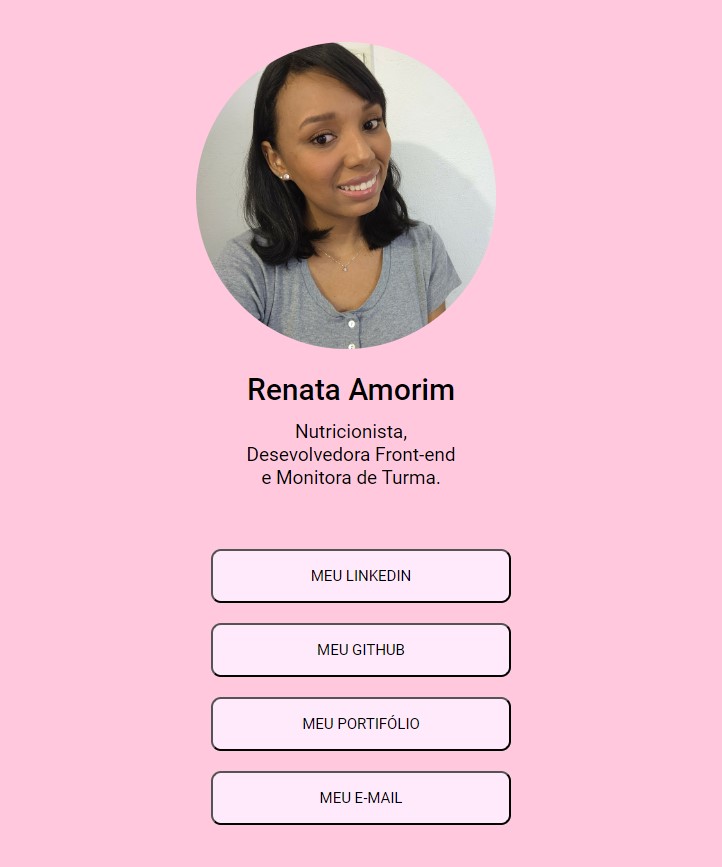 Renata Amorim
Nutricionista,
Desevolvedora Front-end
e Monitora de Turma.
MEU LINKEDIN
MEU GITHUB
MEU PORTIFÓLIO
MEU E-MAIL